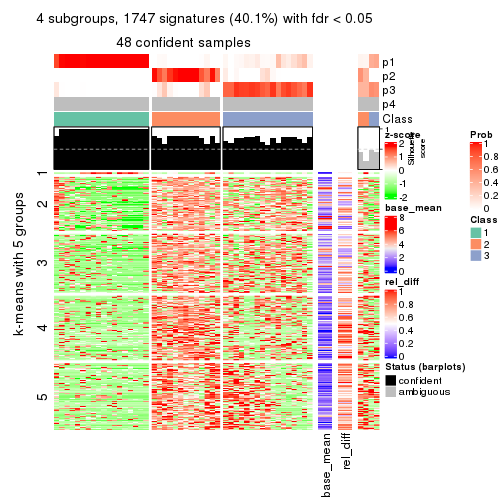 4 subgroups, 1747 signatures (40.1%) with fdr < 0.05
48 confident samples
p1
p2
p3
p4
Class
1
Silhouette
score
z-score
2
1
0
-1
-2
base_mean
8
6
4
2
0
rel_diff
1
0.8
0.6
0.4
0.2
0
Status (barplots)
confident
ambiguous
Prob
1
0.8
0.6
0.4
0.2
0
Class
1
2
3
k-means with 5 groups
1
2
3
4
5
base_mean
rel_diff